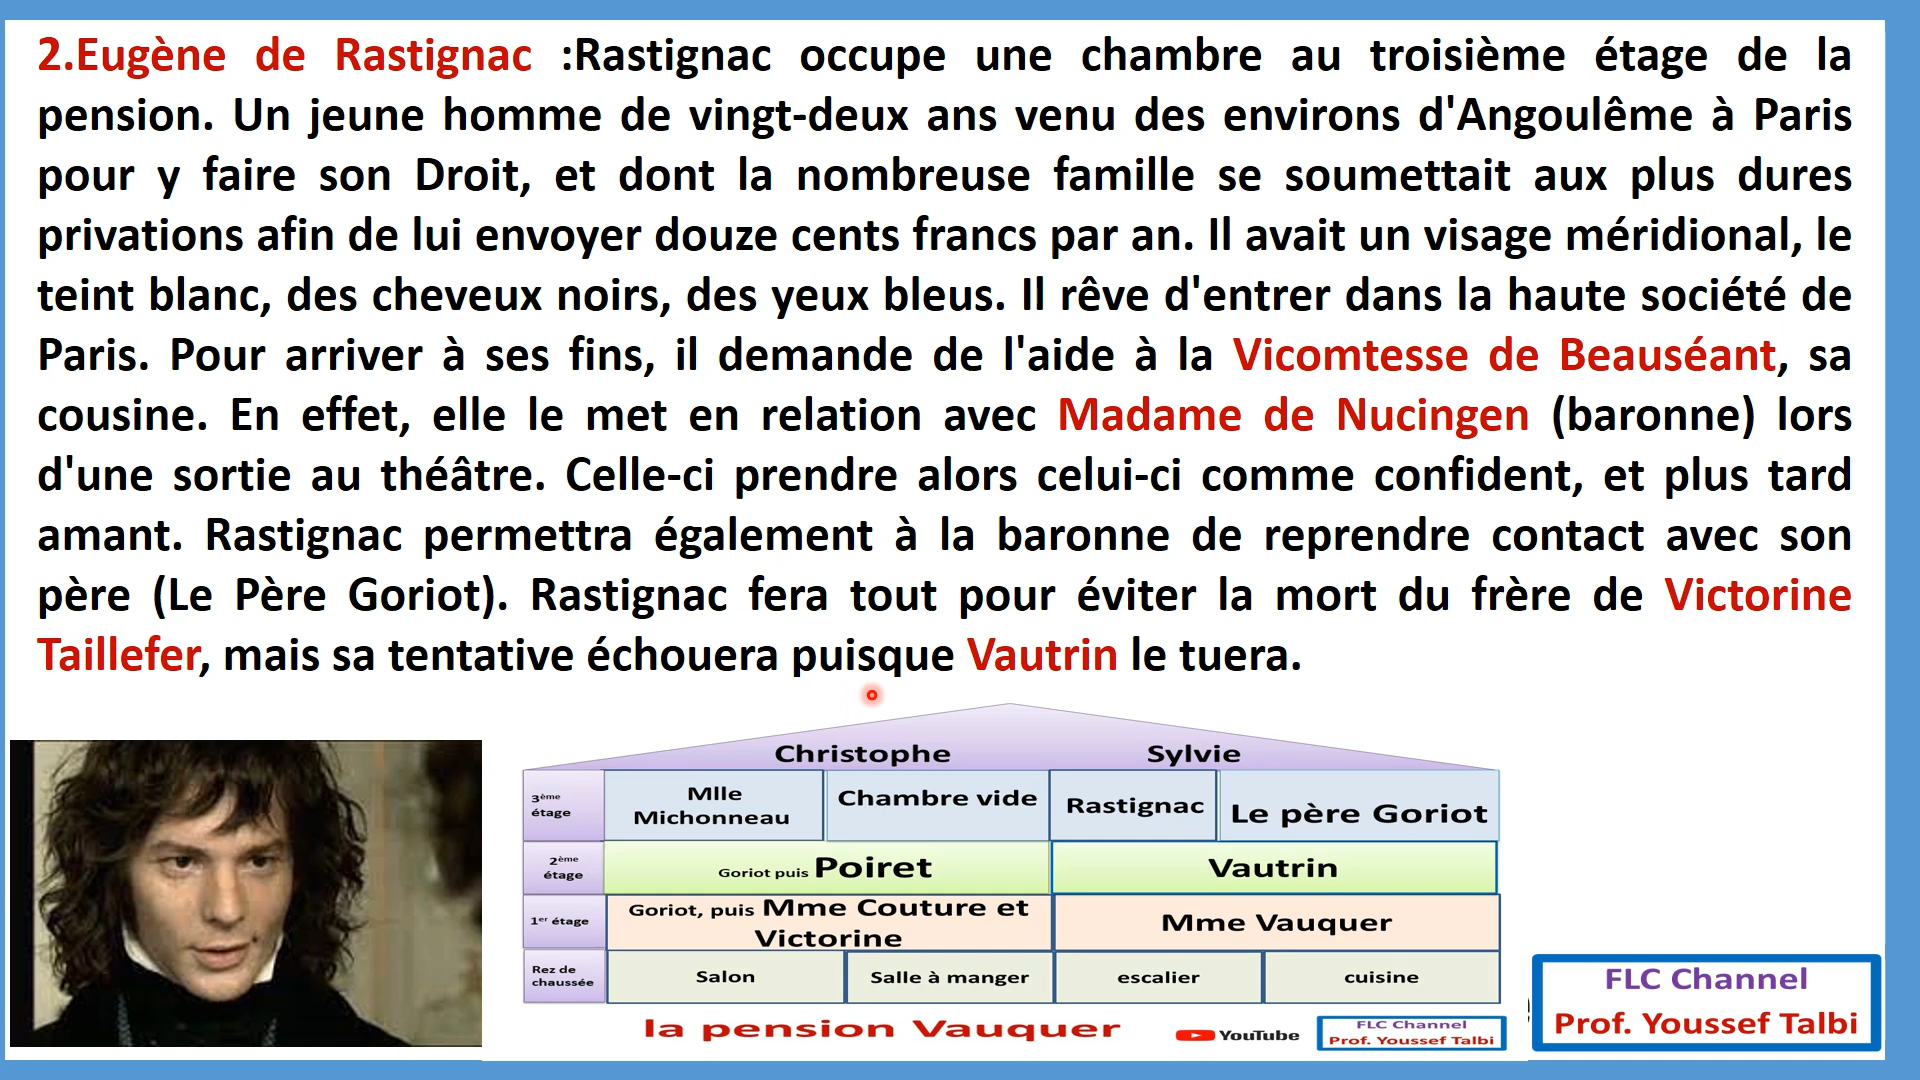 2.Eugène de Rastignac :Rastignac occupe une chambre au troisième étage de la
pension. Un jeune homme de vingt-deux ans venu des environs d'Angoulême à Paris
pour y faire son Droit, et dont la nombreuse famille se soumettait aux plus dures
privations afin de lui envoyer douze cents francs par an. Il avait un visage méridional, le
teint blanc, des cheveux noirs, des yeux bleus. Il rêve d'entrer dans la haute société de
Paris. Pour arriver à ses fins, il demande de l'aide à la Vicomtesse de Beauséant, sa
cousine. En effet, elle le met en relation avec Madame de Nucingen (baronne) lors
d'une sortie au théâtre. Celle-ci prendre alors celui-ci comme confident, et plus tard
amant. Rastignac permettra également à la baronne de reprendre contact avec son
père (Le Père Goriot). Rastignac fera tout pour éviter la mort du frère de Victorine
Taillefer, mais sa tentative échouera puisque Vautrin le tuera.
Christophe Sylvie
3ème étage
Mlle Michonneau
Chambre vide
Rastignac
Le père Goriot
2ème étage
Goriot puis Poiret
Vautrin
1er étage
Goriot, puis Mme Couture et
Victorine
Mme Vauquer
Rez de chaussée
Salon
Salle à manger
escalier
cuisine
la pension Vauquer
YouTube
FLC Channel
Prof. Youssef Talbi
FLC Channel
Prof. Youssef Talbi